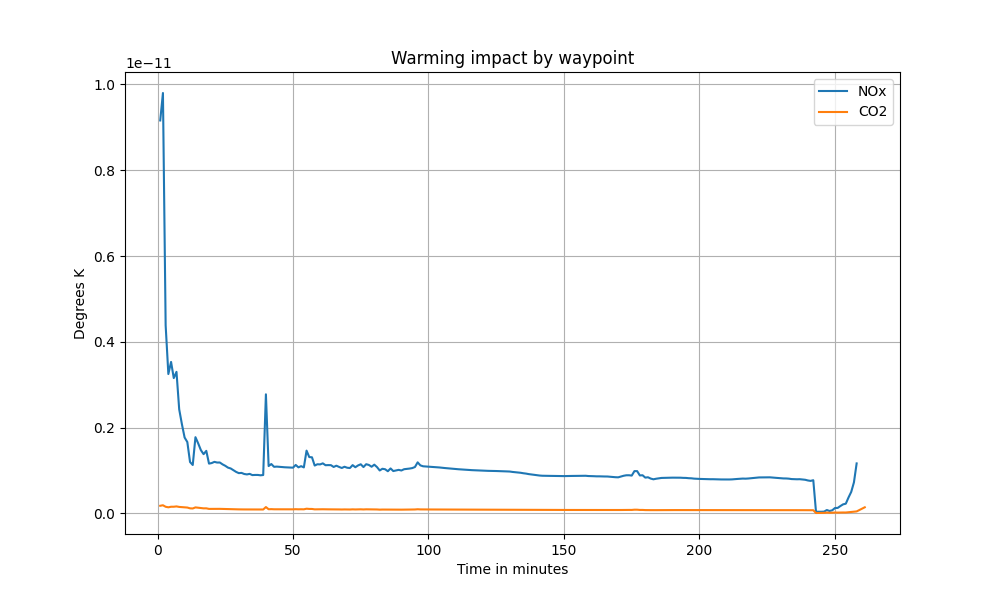 Warming impact by waypoint
1e−11
NOx
CO2
1.0
0.8
0.6
0.4
0.2
0.0
Degrees K
0 50 100 150 200 250
Time in minutes